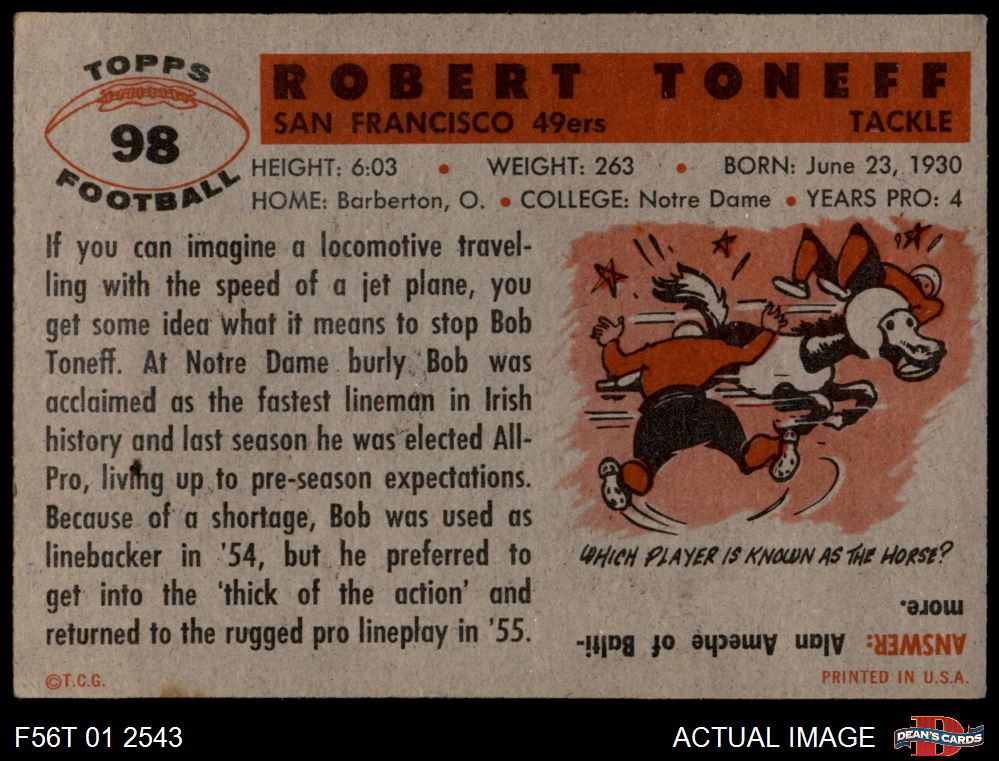 TOPPS
98
FOOTBALL
ROBERT TONEFF
SAN FRANCISCO 49ers TACKLE
HEIGHT: 6:03 • WEIGHT: 263 • BORN: June 23, 1930
HOME: Barberton, O. • COLLEGE: Notre Dame • YEARS PRO: 4
If you can imagine a locomotive travel-
ling with the speed of a jet plane, you
get some idea what it means to stop Bob
Toneff. At Notre Dame burly Bob was
acclaimed as the fastest lineman in Irish
history and last season he was elected All-
Pro, living up to pre-season expectations.
Because of a shortage, Bob was used as
linebacker in '54, but he preferred to
get into the 'thick of the action' and
returned to the rugged pro lineplay in '55.
WHICH PLAYER IS KNOWN AS THE HORSE?
ANSWER: Alan Ameche of Balti-
more.
©T.C.G.
PRINTED IN U.S.A.
F56T 01 2543
ACTUAL IMAGE
D
DEAN'S CARDS